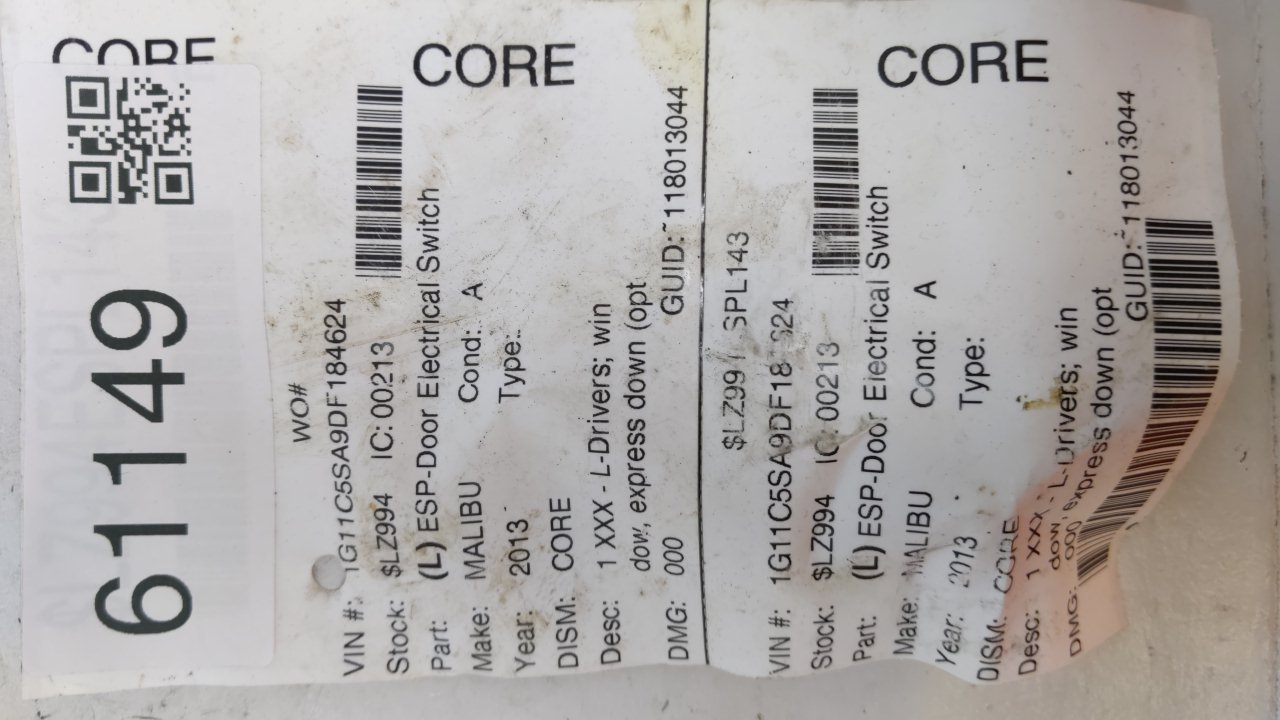 CORE
61149
CORE
WO#
VIN #: 1G11C5SA9DF184624
Stock: $LZ994 IC: 00213
Part: (L) ESP-Door Electrical Switch
Make: MALIBU Cond: A
Year: 2013 Type:
DISM: CORE
Desc: 1 XXX - L-Drivers; win
dow, express down (opt
DMG: 000 GUID:~118013044
CORE
$LZ994 SPL143
VIN #: 1G11C5SA9DF18 624
Stock: $LZ994 IC: 00213
Part: (L) ESP-Door Electrical Switch
Make: MALIBU Cond: A
Year: 2013 Type:
DISM: CORE
Desc: 1 XXX - L-Drivers; win
dow, express down (opt
DMG: 000 GUID:~118013044